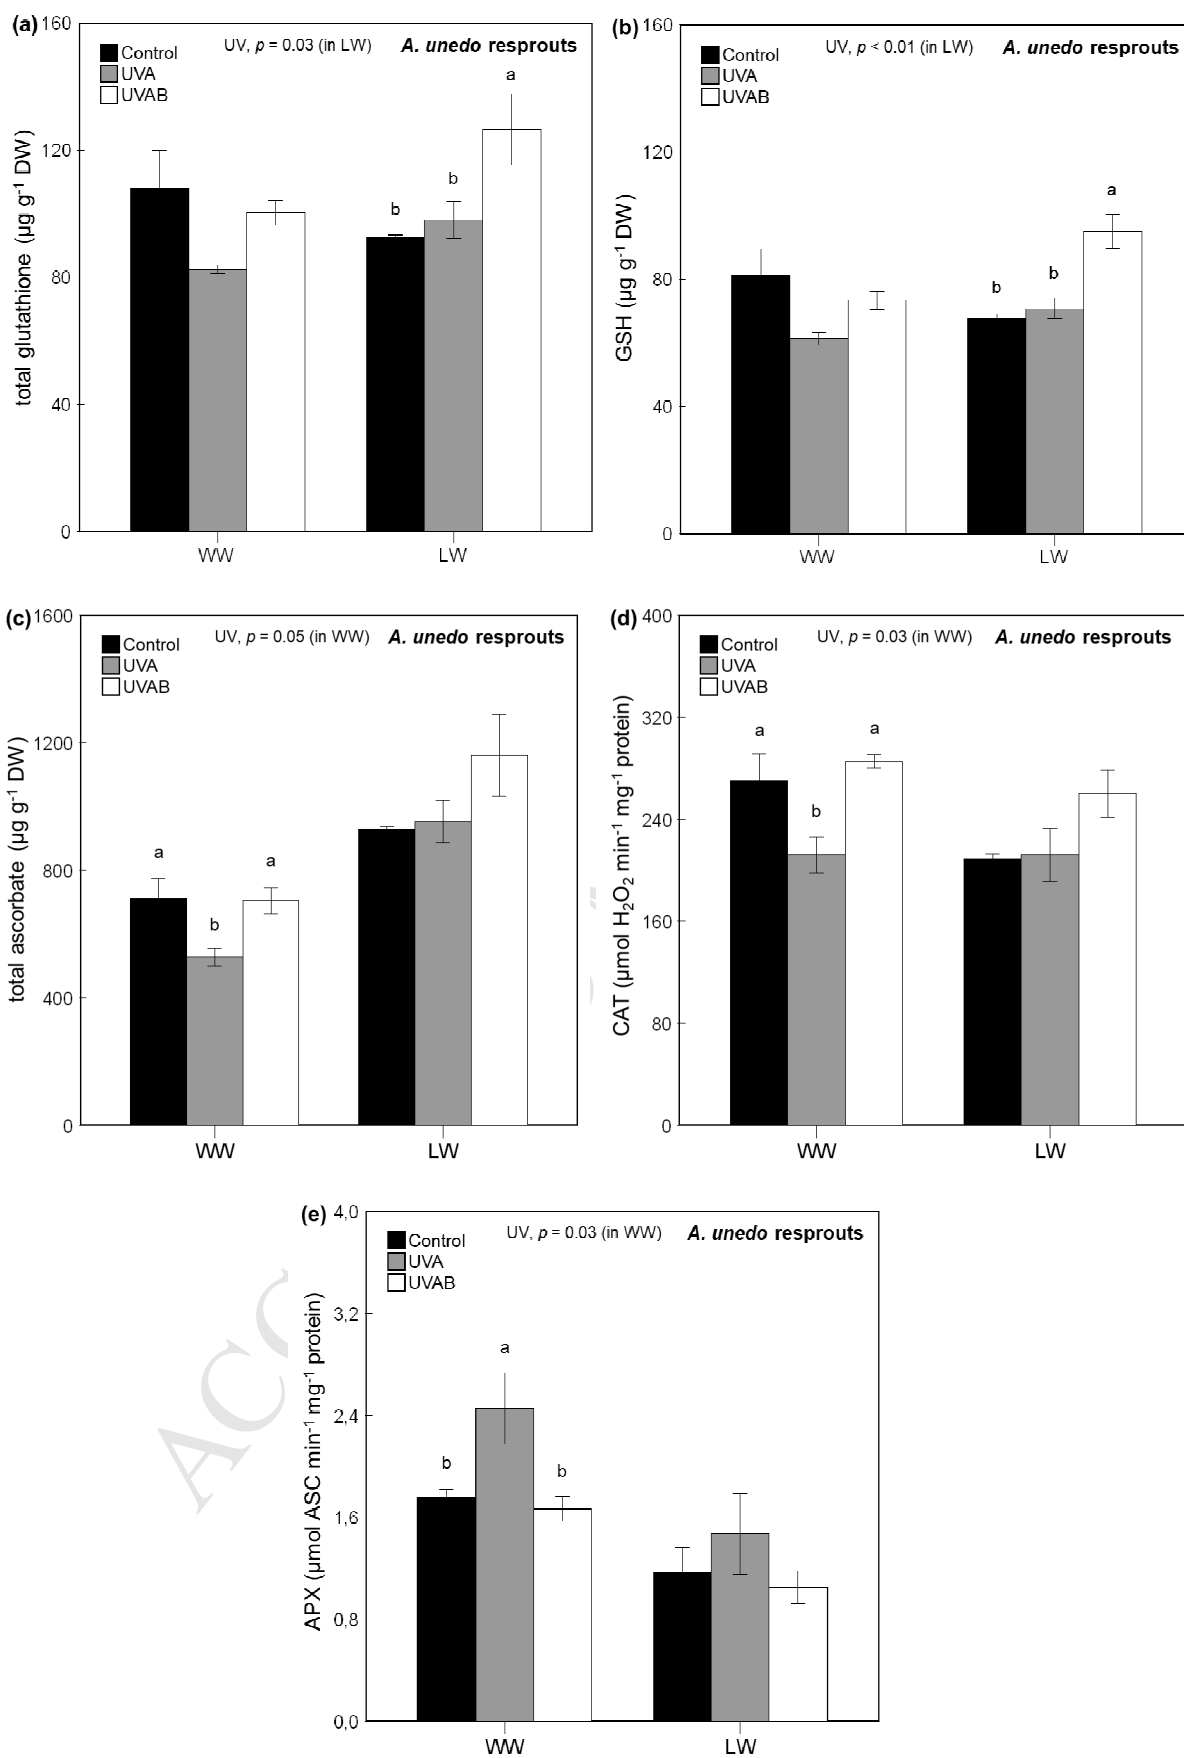 (a) 160
UV, p = 0.03 (in LW) A. unedo resprouts
Control
UVA
UVAB
a
120
b
b
80
40
0
total glutathione (µg g-1 DW)
WW LW
(b) 160
UV, p < 0.01 (in LW) A. unedo resprouts
Control
UVA
UVAB
120
a
80
b b
40
0
GSH (µg g-1 DW)
WW LW
(c) 1600
UV, p = 0.05 (in WW) A. unedo resprouts
Control
UVA
UVAB
1200
a a
800
b
400
0
total ascorbate (µg g-1 DW)
WW LW
(d) 400
UV, p = 0.03 (in WW) A. unedo resprouts
Control
UVA
UVAB
320
a a
240
b
160
80
0
CAT (µmol H2O2 min-1 mg-1 protein)
WW LW
(e) 4,0
UV, p = 0.03 (in WW) A. unedo resprouts
Control
UVA
UVAB
3,2
a
2,4
b b
1,6
0,8
0,0
APX (µmol ASC min-1 mg-1 protein)
WW LW